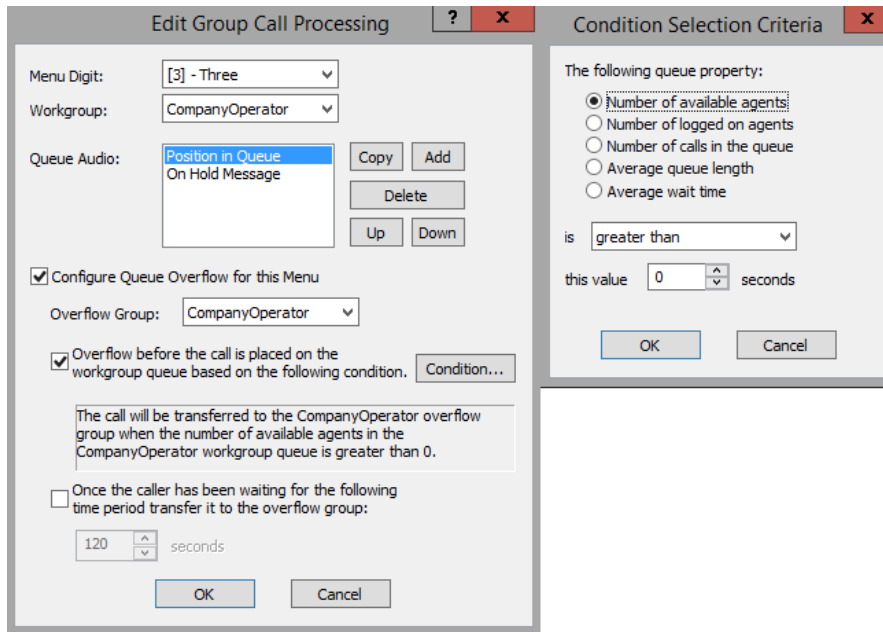 Edit Group Call Processing
?
x
Menu Digit:
[3] - Three
Workgroup:
CompanyOperator
Queue Audio:
Position in Queue
On Hold Message
Copy
Add
Delete
Up
Down
Configure Queue Overflow for this Menu
Overflow Group:
CompanyOperator
Overflow before the call is placed on the
workgroup queue based on the following condition.
Condition...
The call will be transferred to the CompanyOperator overflow
group when the number of available agents in the
CompanyOperator workgroup queue is greater than 0.
Once the caller has been waiting for the following
time period transfer it to the overflow group:
120
seconds
OK
Cancel
Condition Selection Criteria
x
The following queue property:
Number of available agents
Number of logged on agents
Number of calls in the queue
Average queue length
Average wait time
is
greater than
this value
0
seconds
OK
Cancel